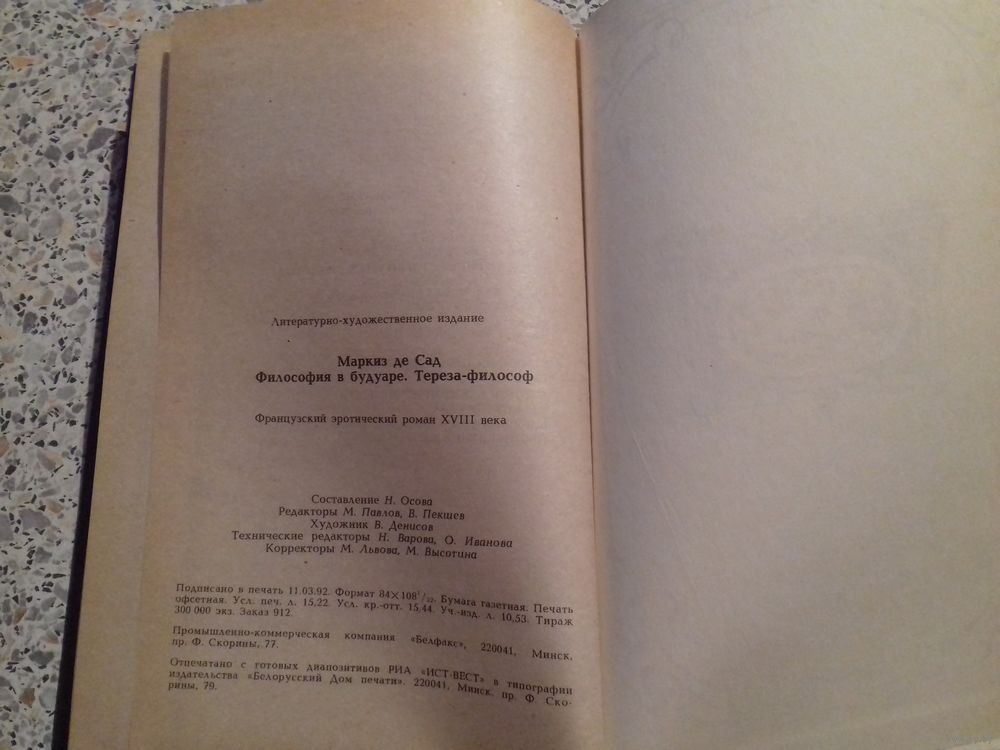 Литературно-художественное издание
Маркиз де Сад
Философия в будуаре. Тереза-философ
Французский эротический роман XVIII века
Составление Н. Осова
Редакторы М. Павлов, В. Пекшев
Художник В. Денисов
Технические редакторы Н. Варова, О. Иванова
Корректоры М. Львова, М. Высотина
Подписано в печать 11.03.92. Формат 84×108¹/₃₂. Бумага газетная. Печать
офсетная. Усл. печ. л. 15,22. Усл. кр.-отт. 15,44. Уч.-изд. л. 10,53. Тираж
300 000 экз. Заказ 912.
Промышленно-коммерческая компания «Белфакс», 220041, Минск,
пр. Ф. Скорины, 77.
Отпечатано с готовых диапозитивов РИА «ИСТ-ВЕСТ» в типографии
издательства «Белорусский Дом печати». 220041, Минск, пр. Ф Ско-
рины, 79.